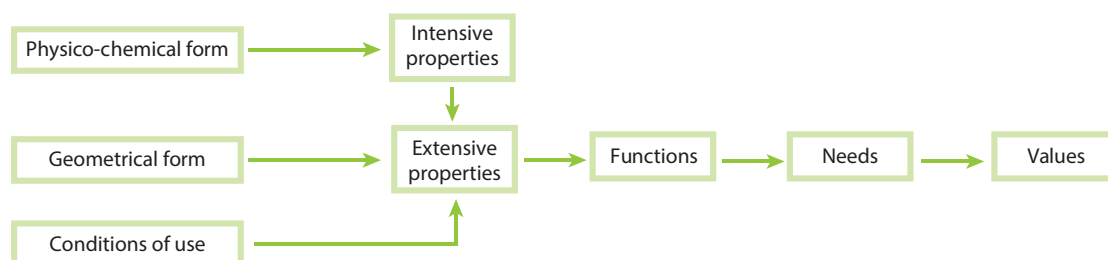 Physico-chemical form
Intensive
properties
Geometrical form
Extensive
properties
Functions
Needs
Values
Conditions of use